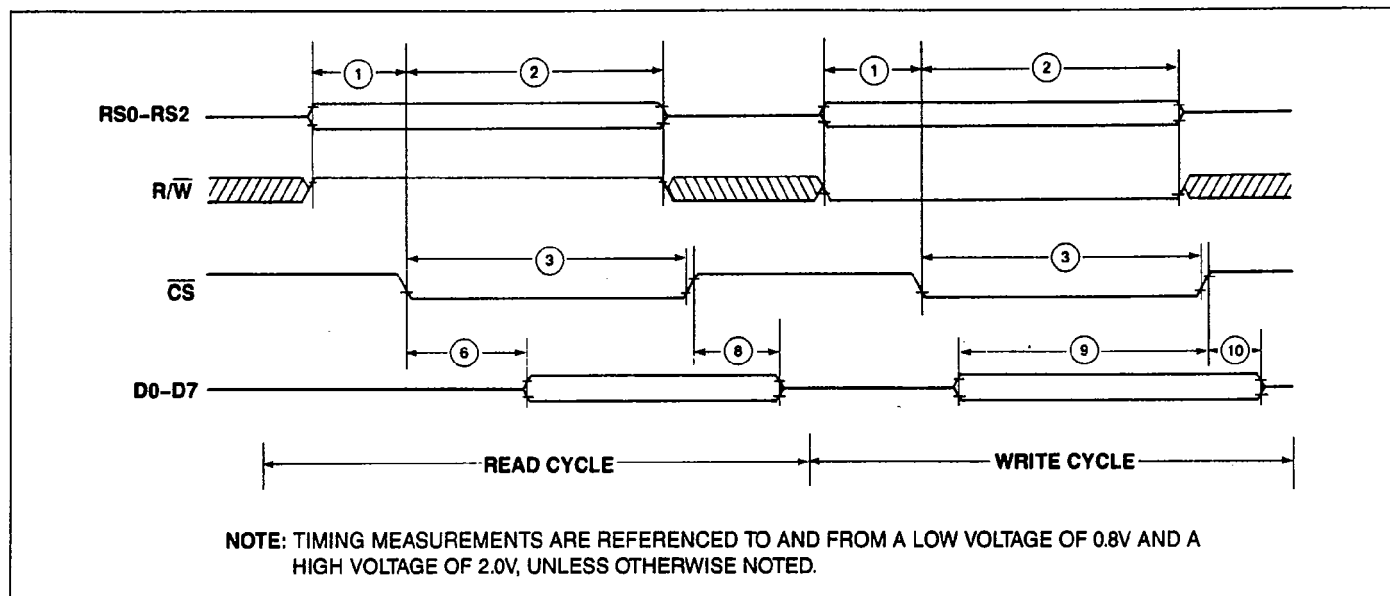 ① ② ① ②
RS0–RS2
R/W̅
③ ③
C̅S̅
⑥ ⑧ ⑨ ⑩
D0–D7
READ CYCLE WRITE CYCLE
NOTE: TIMING MEASUREMENTS ARE REFERENCED TO AND FROM A LOW VOLTAGE OF 0.8V AND A
HIGH VOLTAGE OF 2.0V, UNLESS OTHERWISE NOTED.